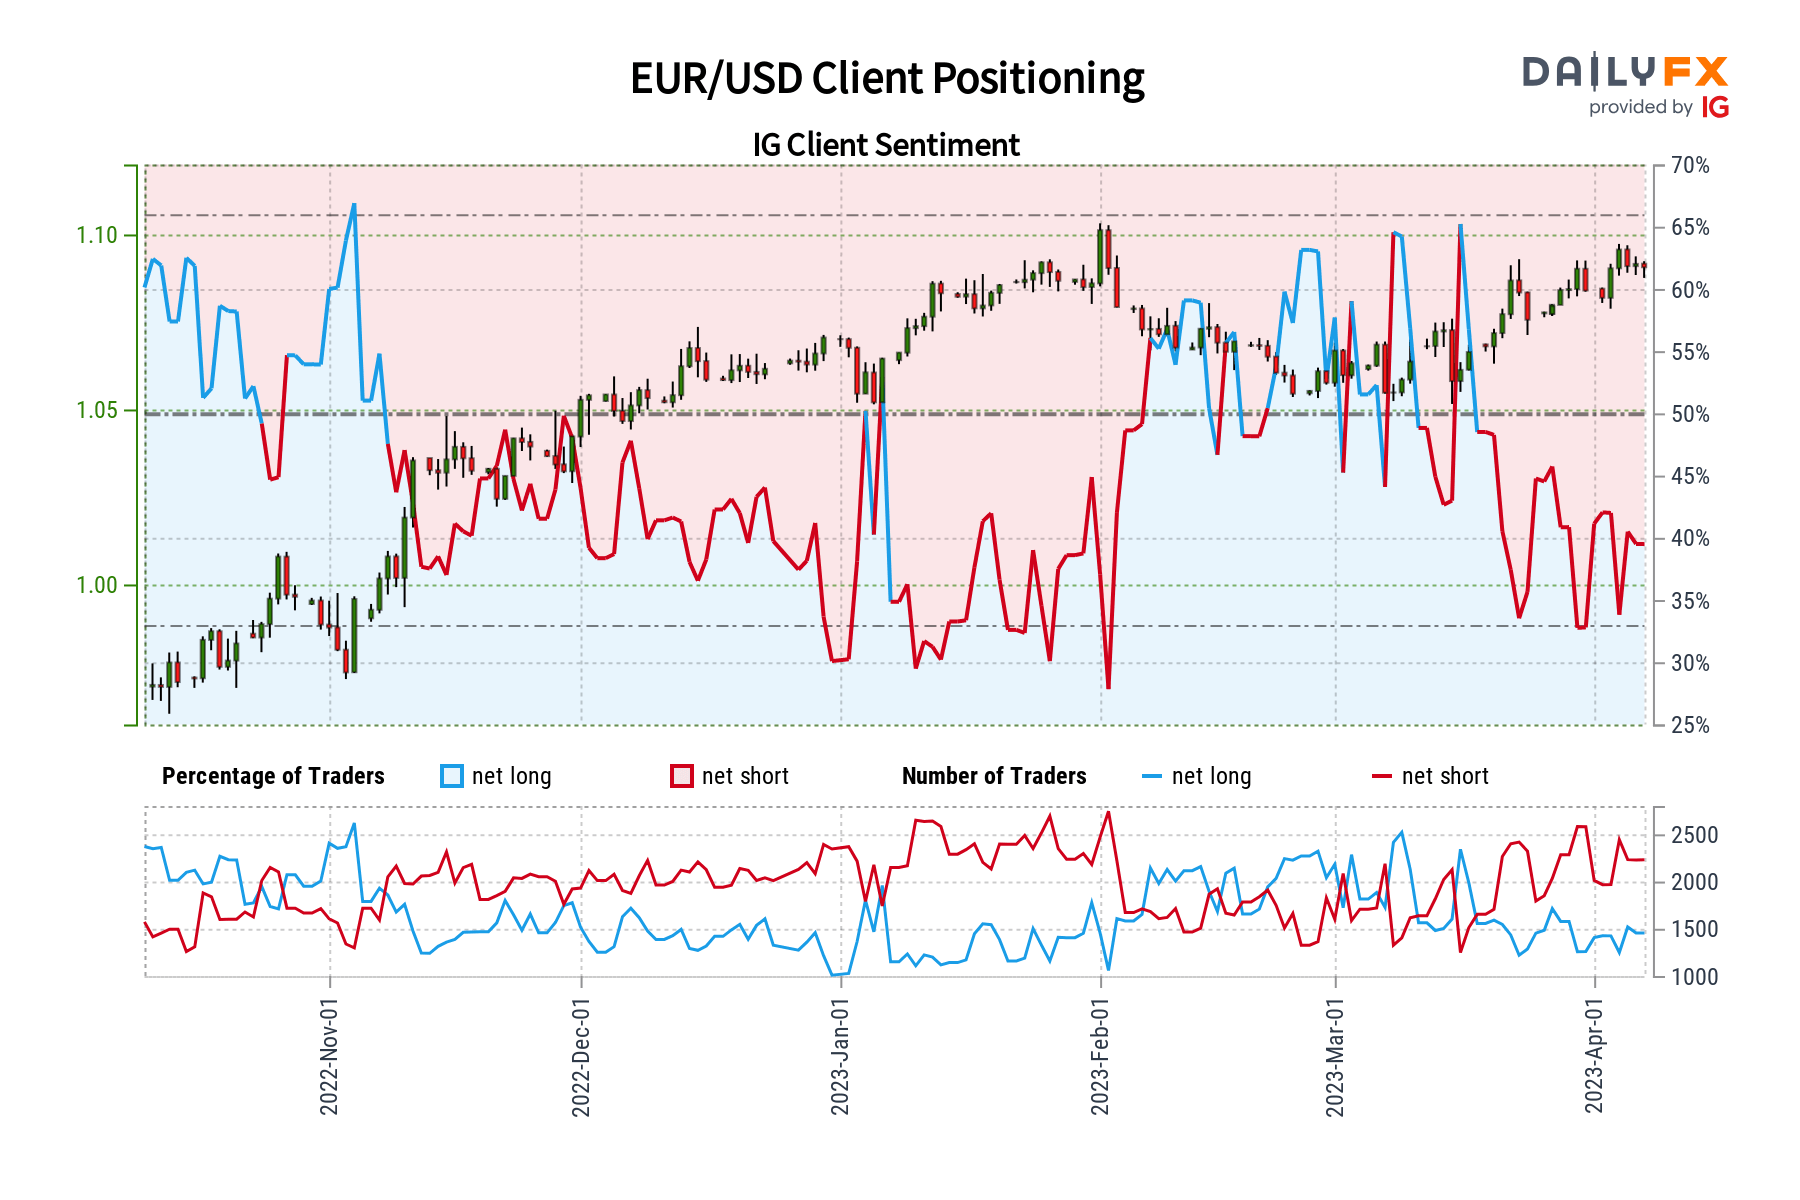 EUR/USD Client Positioning
DAILYFX
provided by IG
IG Client Sentiment
1.10
1.05
1.00
70%
65%
60%
55%
50%
45%
40%
35%
30%
25%
Percentage of Traders net long net short Number of Traders net long net short
2500
2000
1500
1000
2022-Nov-01
2022-Dec-01
2023-Jan-01
2023-Feb-01
2023-Mar-01
2023-Apr-01